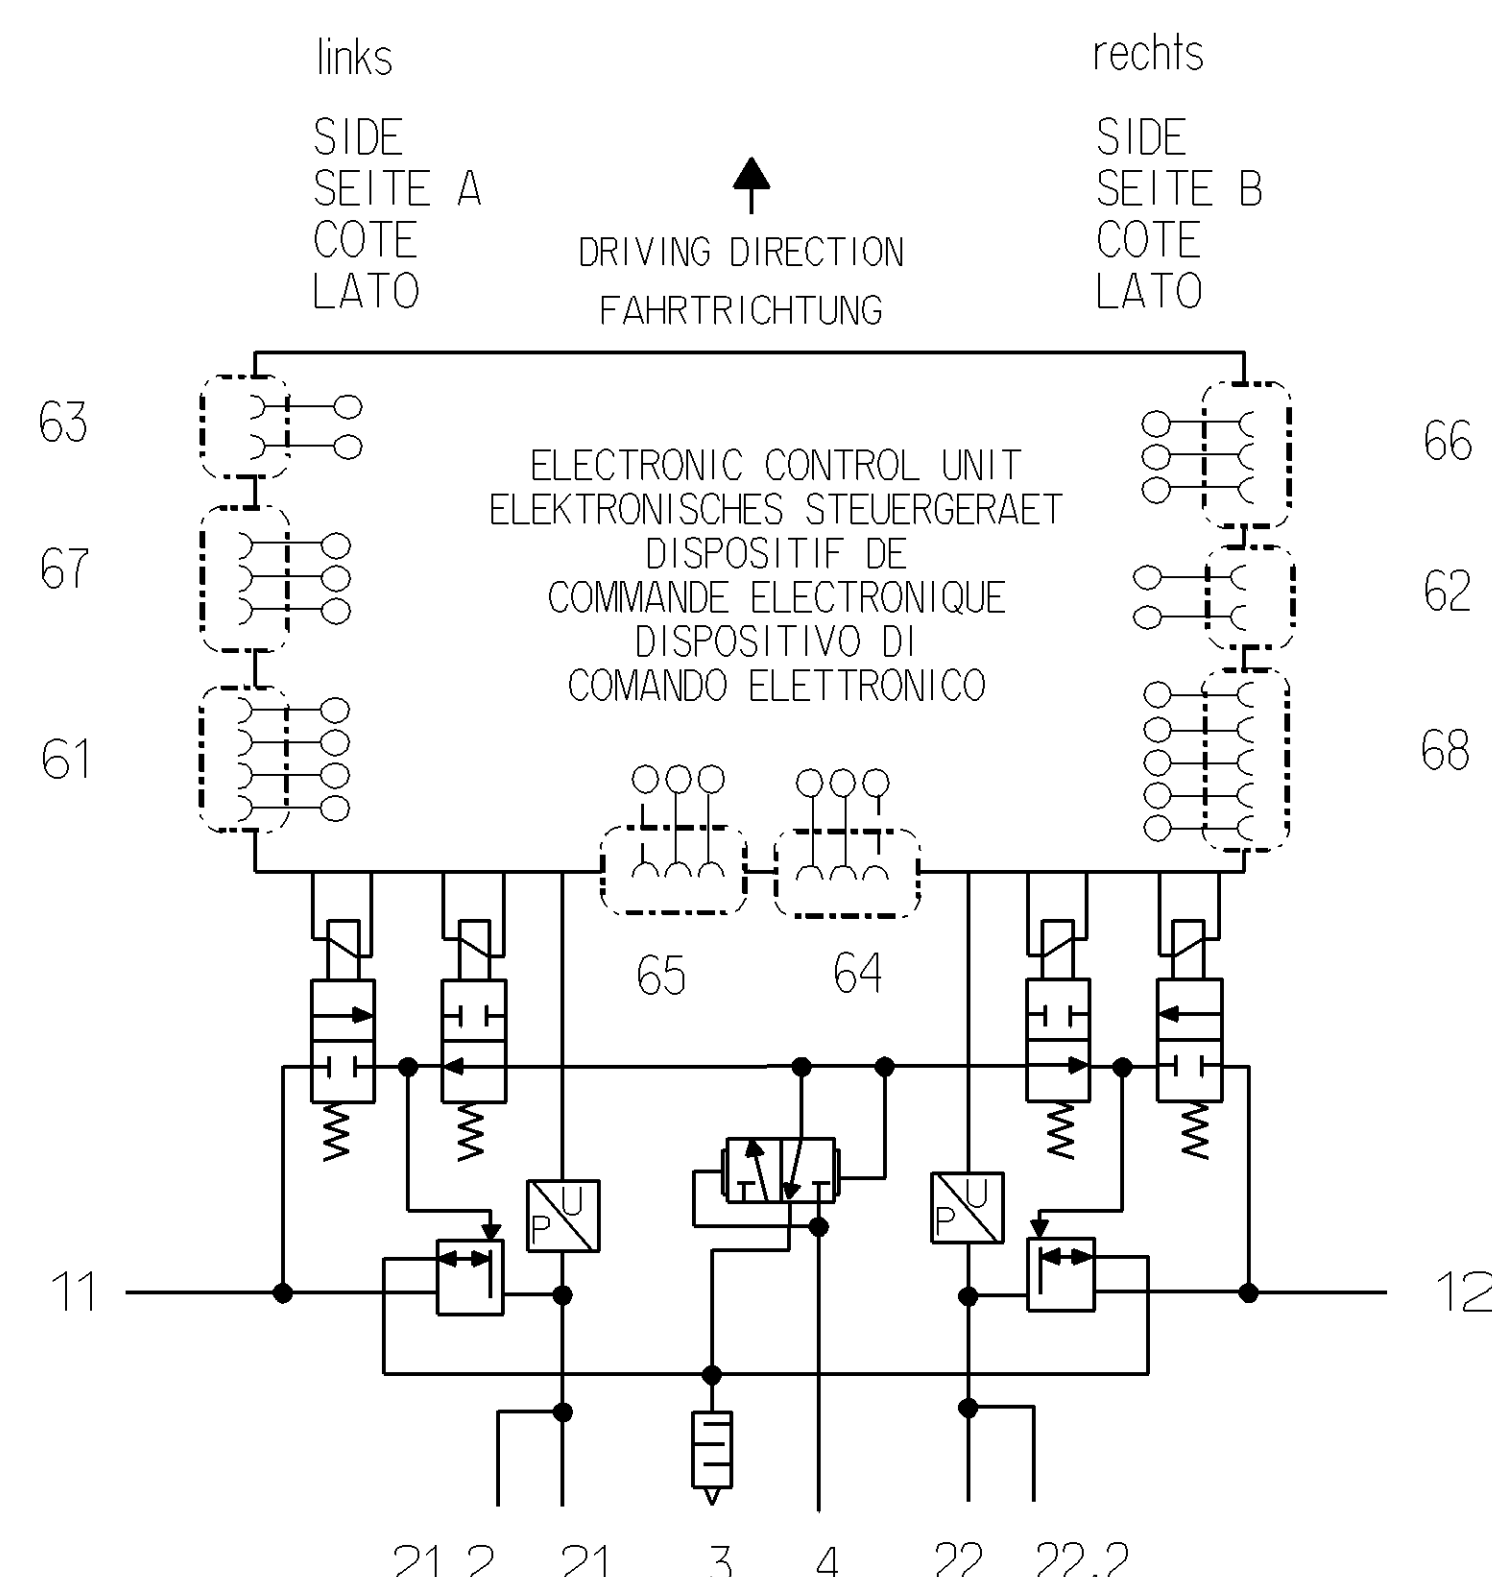 links
rechts
SIDE
SEITE A
COTE
LATO
SIDE
SEITE B
COTE
LATO
DRIVING DIRECTION
FAHRTRICHTUNG
63
67
61
66
62
68
ELECTRONIC CONTROL UNIT
ELEKTRONISCHES STEUERGERAET
DISPOSITIF DE
COMMANDE ELECTRONIQUE
DISPOSITIVO DI
COMANDO ELETTRONICO
65
64
U
P
U
P
11
12
21 2
21
3
4
22
22.2